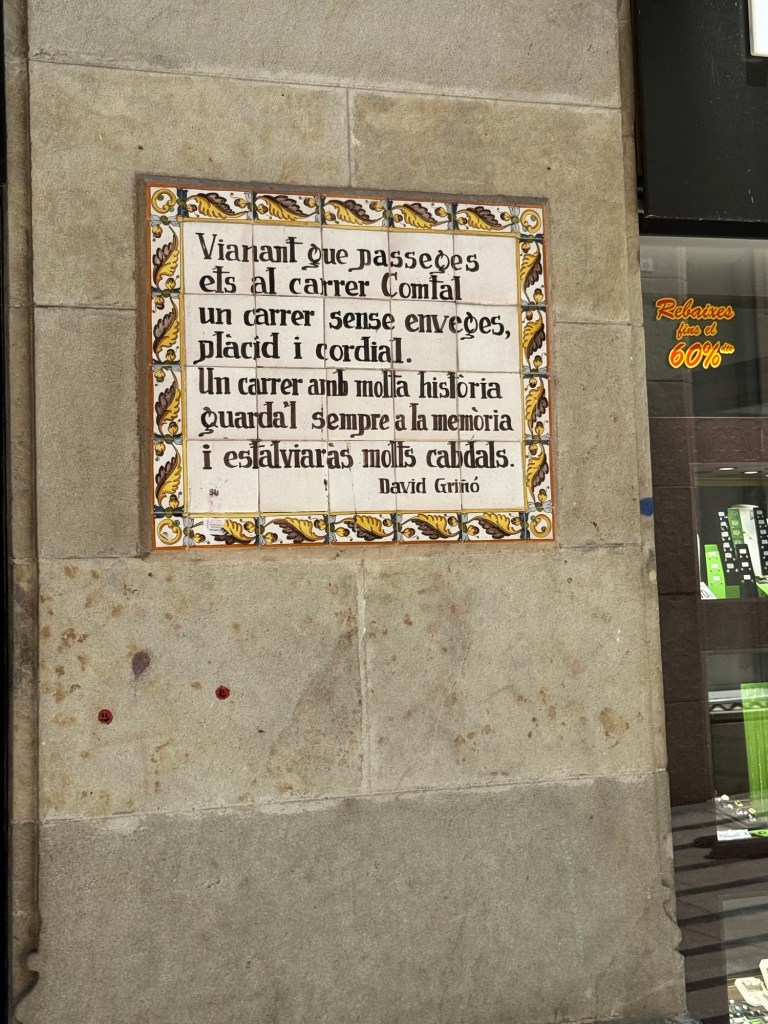 Vianant que passeges
ets al carrer Comtal
un carrer sense enveges,
plàcid i cordial.
Un carrer amb molta història
guarda'l sempre a la memòria
i estalviaràs molts cabdals.
David Griñó
Rebaixes
fins el
60% dte